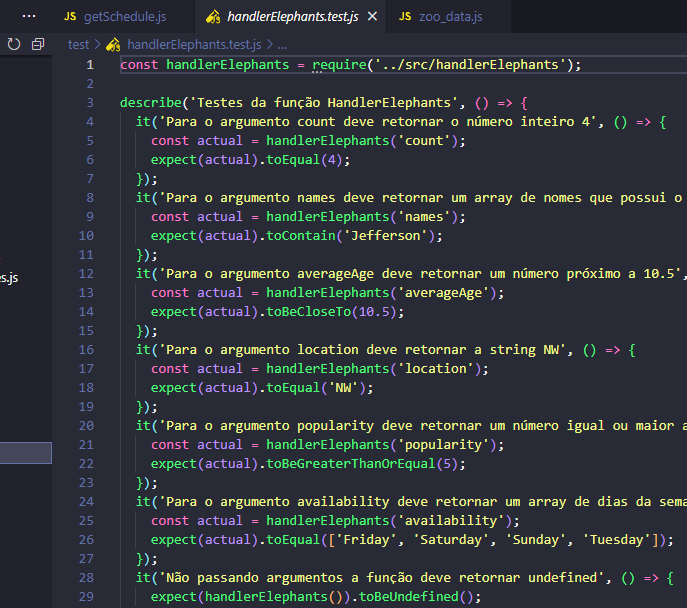 ··· JS getSchedule.js handlerElephants.test.js JS zoo_data.js
test > handlerElephants.test.js > ...
1 const handlerElephants = require('../src/handlerElephants');
2
3 describe('Testes da função HandlerElephants', () => {
4 it('Para o argumento count deve retornar o número inteiro 4', () => {
5 const actual = handlerElephants('count');
6 expect(actual).toEqual(4);
7 });
8 it('Para o argumento names deve retornar um array de nomes que possui o
9 const actual = handlerElephants('names');
10 expect(actual).toContain('Jefferson');
11 });
es.js
12 it('Para o argumento averageAge deve retornar um número próximo a 10.5',
13 const actual = handlerElephants('averageAge');
14 expect(actual).toBeCloseTo(10.5);
15 });
16 it('Para o argumento location deve retornar a string NW', () => {
17 const actual = handlerElephants('location');
18 expect(actual).toEqual('NW');
19 });
20 it('Para o argumento popularity deve retornar um número igual ou maior a
21 const actual = handlerElephants('popularity');
22 expect(actual).toBeGreaterThanOrEqual(5);
23 });
24 it('Para o argumento availability deve retornar um array de dias da sema
25 const actual = handlerElephants('availability');
26 expect(actual).toEqual(['Friday', 'Saturday', 'Sunday', 'Tuesday']);
27 });
28 it('Não passando argumentos a função deve retornar undefined', () => {
29 expect(handlerElephants()).toBeUndefined();